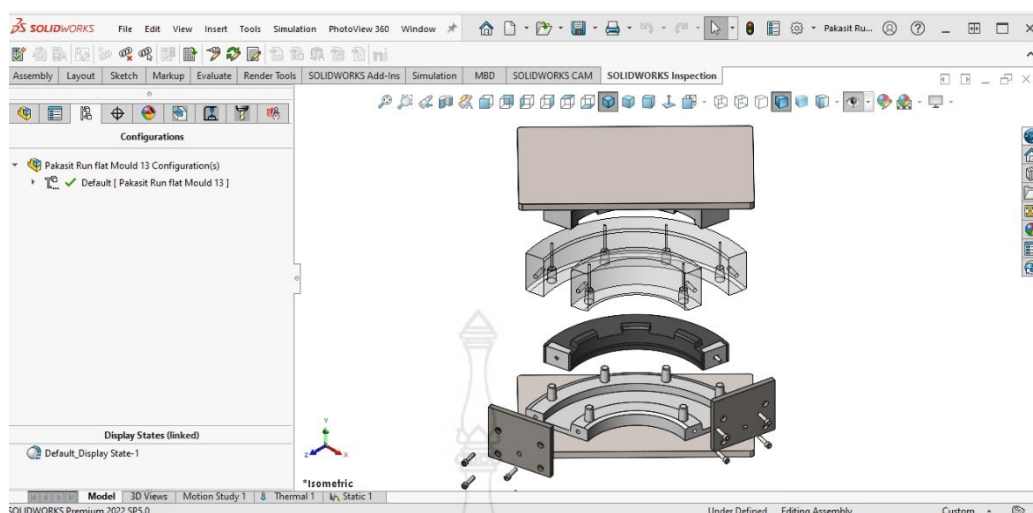 SOLIDWORKS File Edit View Insert Tools Simulation PhotoView 360 Window Pakasit Ru...
Assembly Layout Sketch Markup Evaluate Render Tools SOLIDWORKS Add-Ins Simulation MBD SOLIDWORKS CAM SOLIDWORKS Inspection
Configurations
Pakasit Run flat Mould 13 Configuration(s)
Default [ Pakasit Run flat Mould 13 ]
Display States (linked)
Default_Display State-1
Y
Z X
*Isometric
Model 3D Views Motion Study 1 Thermal 1 Static 1
SOLIDWORKS Premium 2022 SP5.0 Under Defined Editing Assembly Custom